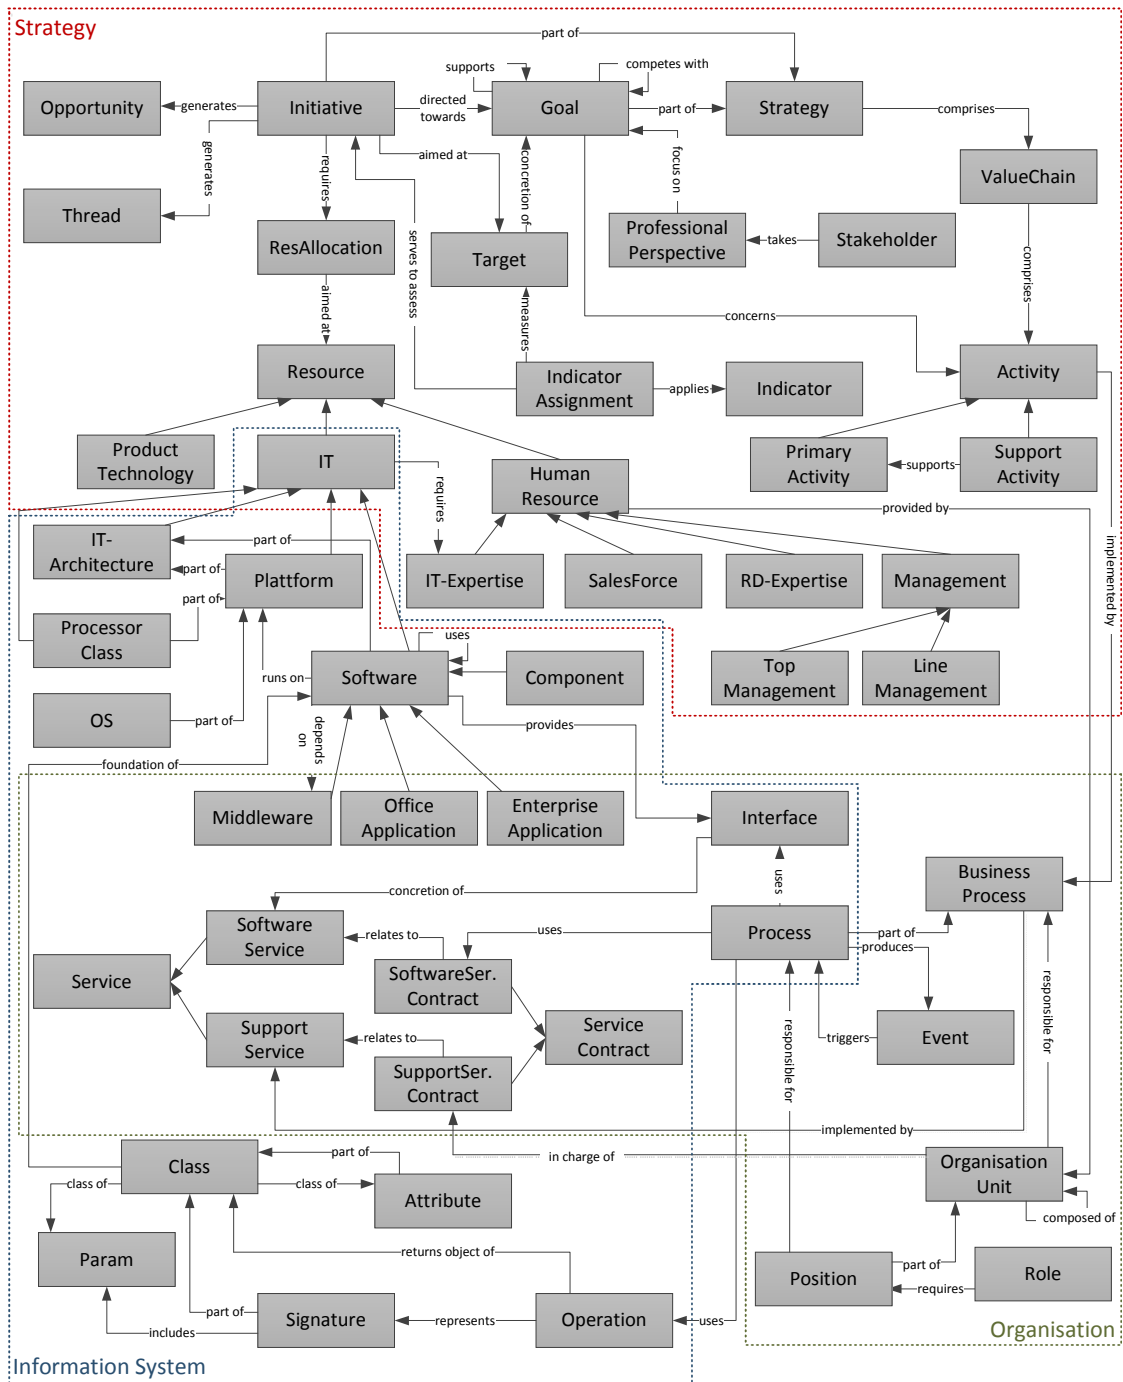 Strategy
part of
supports
competes with
Opportunity
generates
Initiative
directed
towards
Goal
part of
Strategy
comprises
generates
requires
aimed at
concretion of
focus on
ValueChain
Thread
ResAllocation
serves to assess
Target
Professional
Perspective
takes
Stakeholder
comprises
aimed at
measures
concerns
Resource
Indicator
Assignment
applies
Indicator
Activity
Product
Technology
IT
requires
Human
Resource
Primary
Activity
supports
Support
Activity
provided by
IT-
Architecture
part of
part of
Plattform
IT-Expertise
SalesForce
RD-Expertise
Management
implemented by
part of
Processor
Class
uses
runs on
Software
Component
Top
Management
Line
Management
OS
part of
depends
on
provides
foundation of
Middleware
Office
Application
Enterprise
Application
Interface
concretion of
uses
Business
Process
Software
Service
relates to
uses
Process
part of
produces
Service
SoftwareSer.
Contract
responsible for
Support
Service
relates to
Service
Contract
responsible for
triggers
Event
SupportSer.
Contract
implemented by
Class
part of
in charge of
Organisation
Unit
class of
class of
Attribute
composed of
Param
returns object of
Position
part of
requires
Role
part of
includes
Signature
represents
Operation
uses
Organisation
Information System